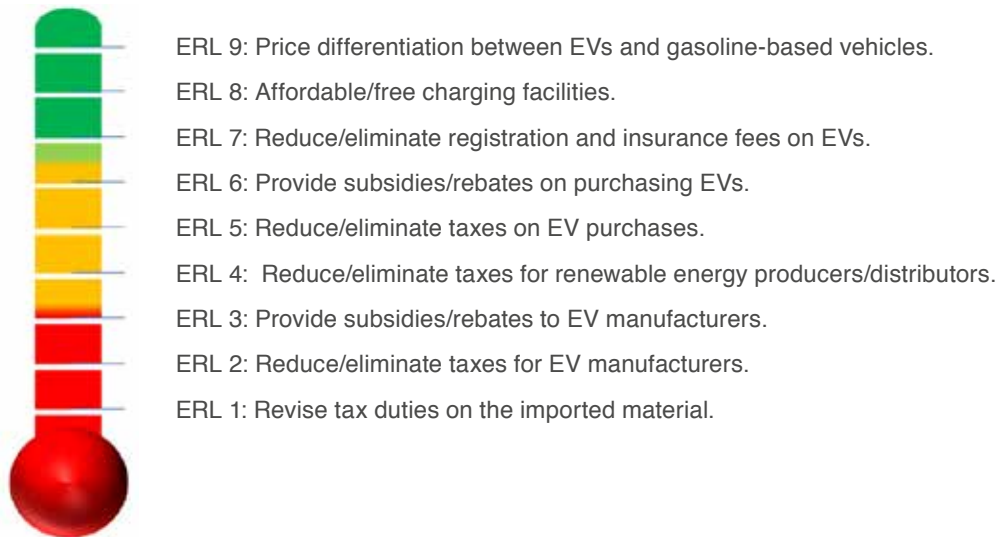 ERL 9: Price differentiation between EVs and gasoline-based vehicles.
ERL 8: Affordable/free charging facilities.
ERL 7: Reduce/eliminate registration and insurance fees on EVs.
ERL 6: Provide subsidies/rebates on purchasing EVs.
ERL 5: Reduce/eliminate taxes on EV purchases.
ERL 4:  Reduce/eliminate taxes for renewable energy producers/distributors.
ERL 3: Provide subsidies/rebates to EV manufacturers.
ERL 2: Reduce/eliminate taxes for EV manufacturers.
ERL 1: Revise tax duties on the imported material.